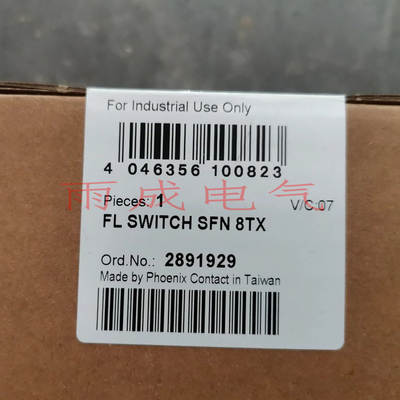 For Industrial Use Only
4 046356 100823
雨成电气
Pieces: 1 V/C:07
FL SWITCH SFN 8TX
Ord.No.: 2891929
Made by Phoenix Contact in Taiwan